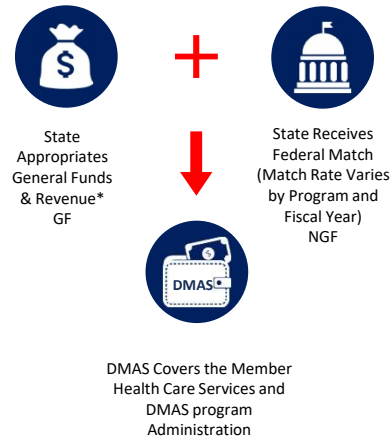 $
State
Appropriates
General Funds
& Revenue*
GF
State Receives
Federal Match
(Match Rate Varies
by Program and
Fiscal Year)
NGF
$
DMAS
DMAS Covers the Member
Health Care Services and
DMAS program
Administration